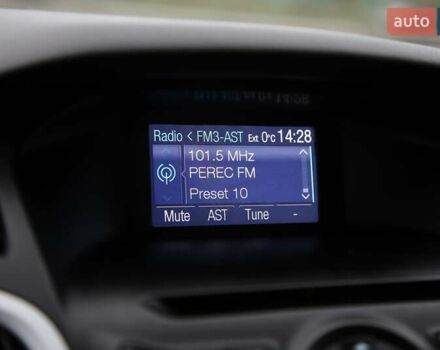 auto
Radio < FM3-AST Ext 0°C 14:28
101.5 MHz
PEREC FM
Preset 10
Mute AST Tune -